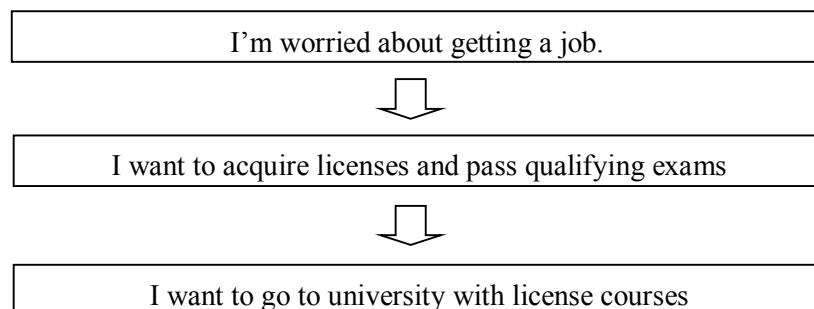 I’m worried about getting a job.
I want to acquire licenses and pass qualifying exams
I want to go to university with license courses